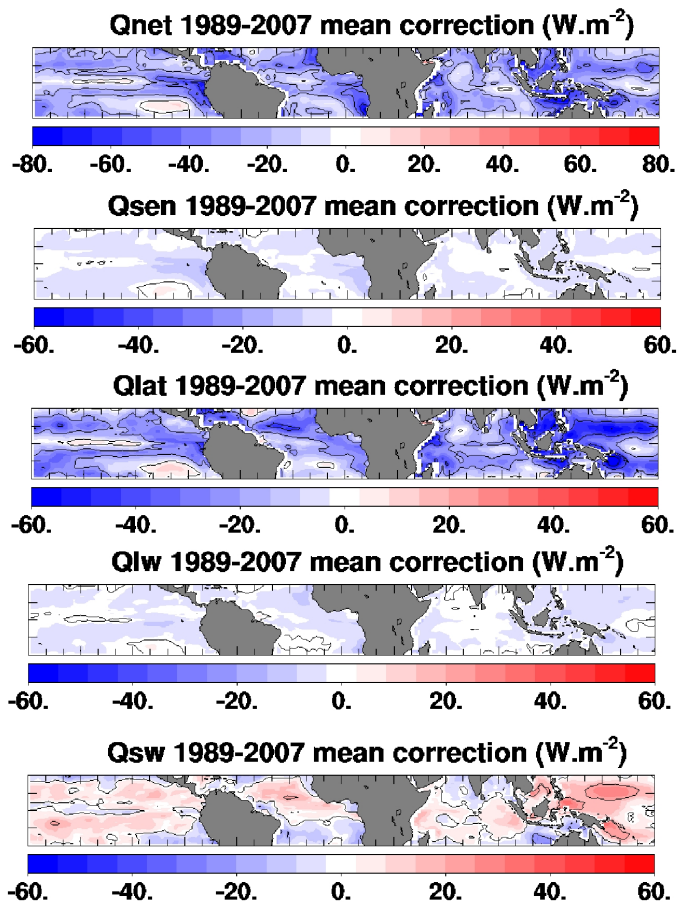 Qnet 1989-2007 mean correction (W.m-2)
-80. -60. -40. -20. 0. 20. 40. 60. 80.
Qsen 1989-2007 mean correction (W.m-2)
-60. -40. -20. 0. 20. 40. 60.
Qlat 1989-2007 mean correction (W.m-2)
-60. -40. -20. 0. 20. 40. 60.
Qlw 1989-2007 mean correction (W.m-2)
-60. -40. -20. 0. 20. 40. 60.
Qsw 1989-2007 mean correction (W.m-2)
-60. -40. -20. 0. 20. 40. 60.